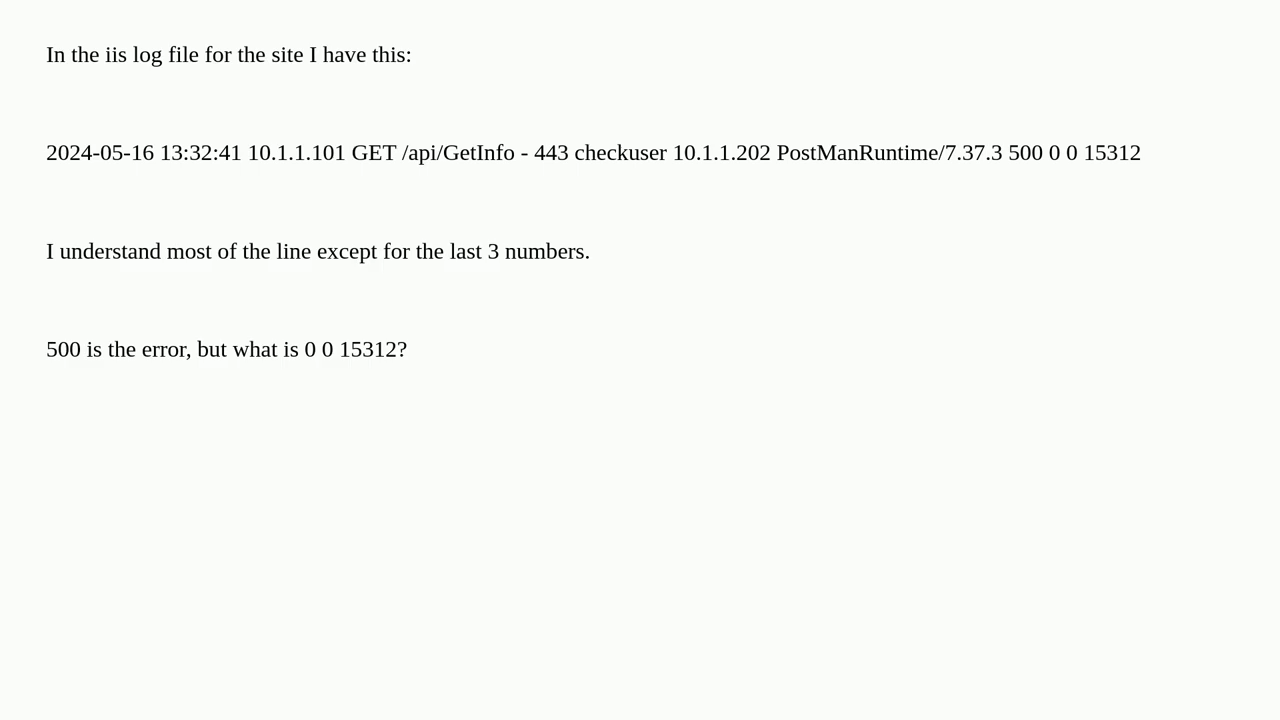 In the iis log file for the site I have this:
2024-05-16 13:32:41 10.1.1.101 GET /api/GetInfo - 443 checkuser 10.1.1.202 PostManRuntime/7.37.3 500 0 0 15312
I understand most of the line except for the last 3 numbers.
500 is the error, but what is 0 0 15312?